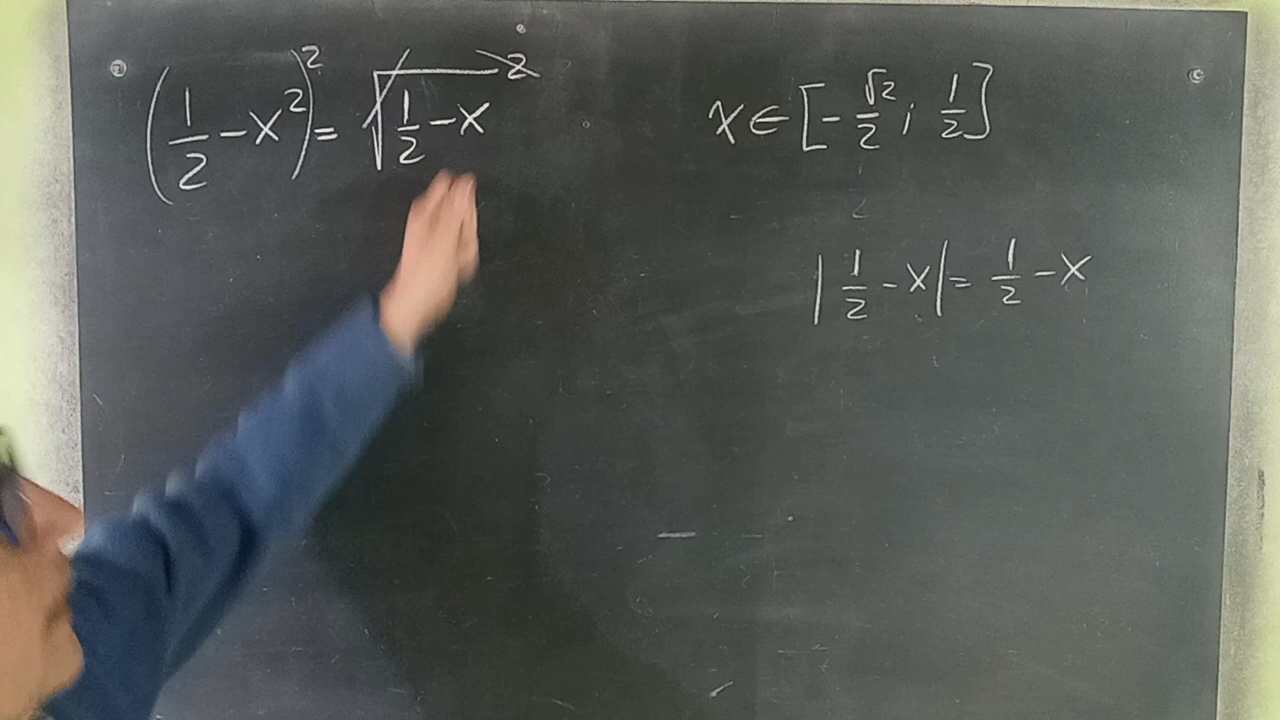 (1/2 - x²)² = √(1/2 - x)²
x ∈ [-√2/2 ; 1/2]
|1/2 - x| = 1/2 - x